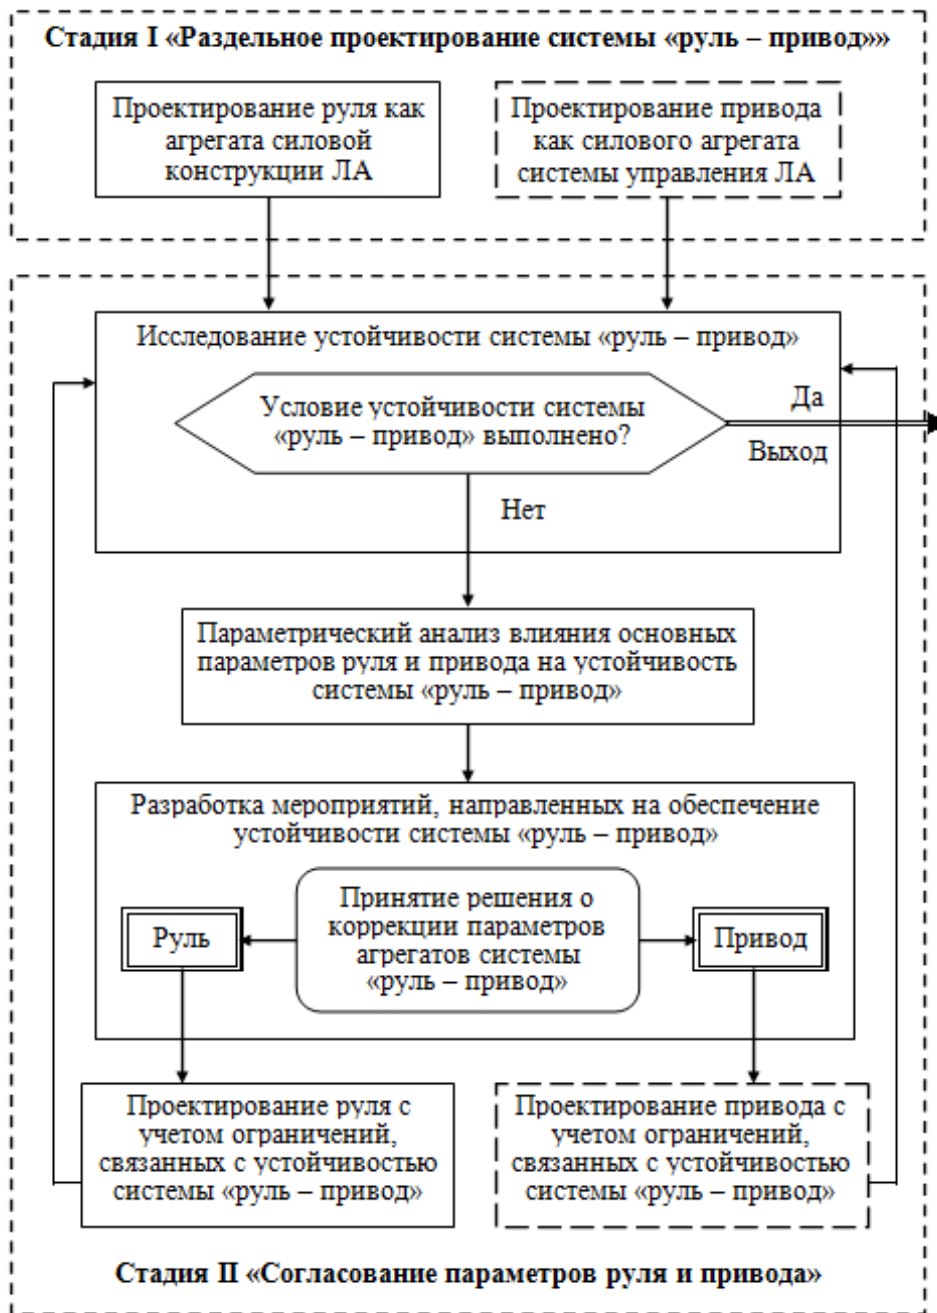 Стадия I «Раздельное проектирование системы «руль – привод»»
Проектирование руля как
агрегата силовой
конструкции ЛА
Проектирование привода
как силового агрегата
системы управления ЛА
Исследование устойчивости системы «руль – привод»
Условие устойчивости системы
«руль – привод» выполнено?
Да
Выход
Нет
Параметрический анализ влияния основных
параметров руля и привода на устойчивость
системы «руль – привод»
Разработка мероприятий, направленных на обеспечение
устойчивости системы «руль – привод»
Принятие решения о
коррекции параметров
агрегатов системы
«руль – привод»
Руль
Привод
Проектирование руля с
учетом ограничений,
связанных с устойчивостью
системы «руль – привод»
Проектирование привода с
учетом ограничений,
связанных с устойчивостью
системы «руль – привод»
Стадия II «Согласование параметров руля и привода»